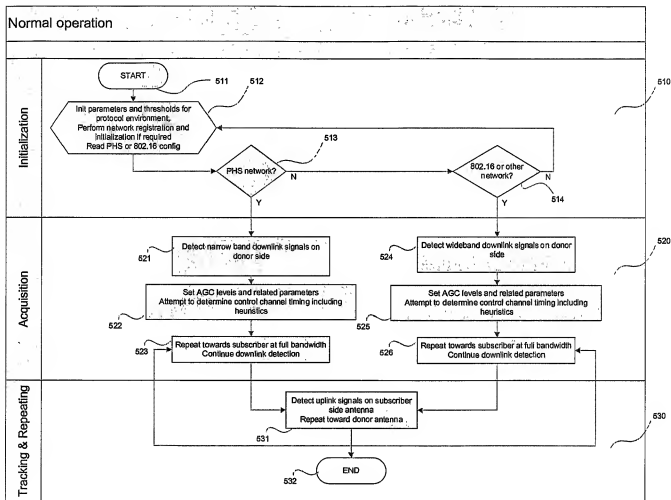 Normal operation
Initialization
START
511
512
510
Init parameters and thresholds for
protocol environment.
Perform network registration and
initialization if required
Read PHS or 802.16 config
513
PHS network?
N
Y
802.16 or other
network?
N
514
Y
Acquisition
520
521
Detect narrow band downlink signals on
donor side
524
Detect wideband downlink signals on donor
side
Set AGC levels and related parameters
Attempt to determine control channel timing including
heuristics
522
Set AGC levels and related parameters
Attempt to determine control channel timing including
heuristics
525
523
Repeat towards subscriber at full bandwidth
Continue downlink detection
526
Repeat towards subscriber at full bandwidth
Continue downlink detection
Tracking & Repeating
Detect uplink signals on subscriber
side antenna
Repeat toward donor antenna
531
530
END
532